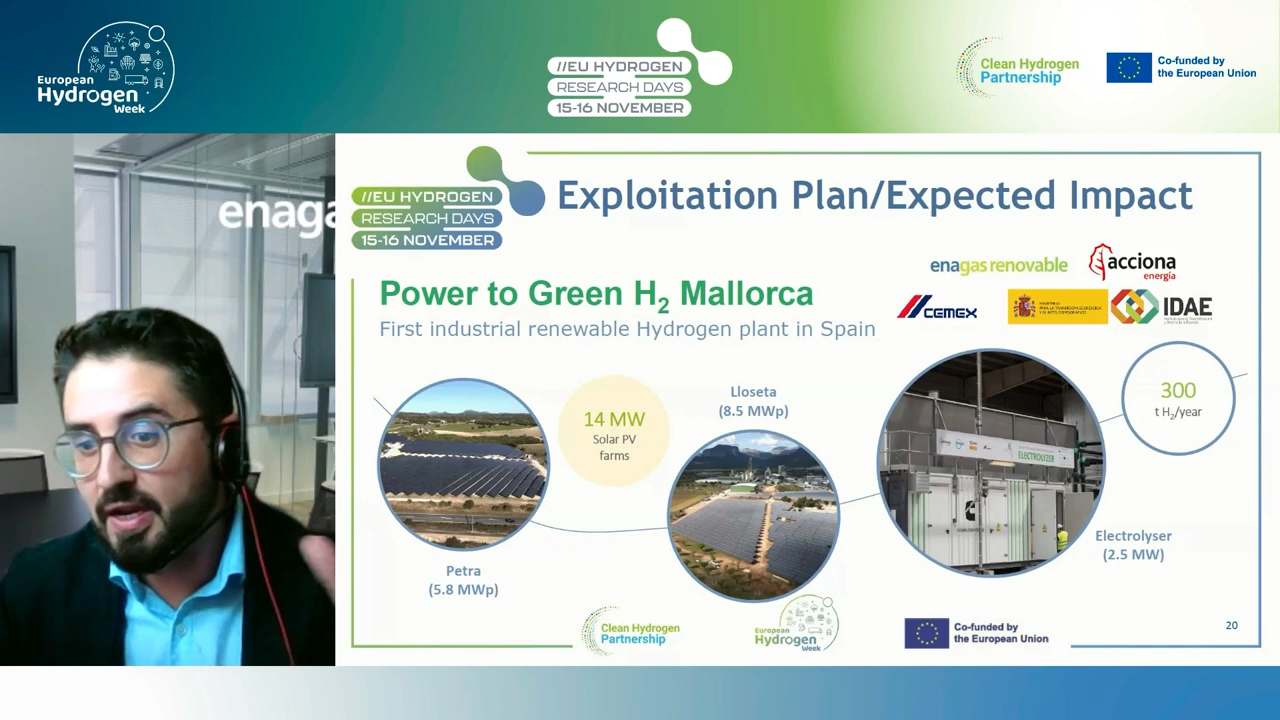 European
Hydrogen
Week
//EU HYDROGEN
RESEARCH DAYS
15-16 NOVEMBER
Clean Hydrogen
Partnership
Co-funded by
the European Union
enaga
//EU HYDROGEN
RESEARCH DAYS
15-16 NOVEMBER
Exploitation Plan/Expected Impact
enagas renovable
acciona
energía
CEMEX
IDAE
Power to Green H₂ Mallorca
First industrial renewable Hydrogen plant in Spain
14 MW
Solar PV
farms
Lloseta
(8.5 MWp)
300
t H₂/year
ELECTROLYZER
Petra
(5.8 MWp)
Electrolyser
(2.5 MW)
Clean Hydrogen
Partnership
European
Hydrogen
Week
Co-funded by
the European Union
20